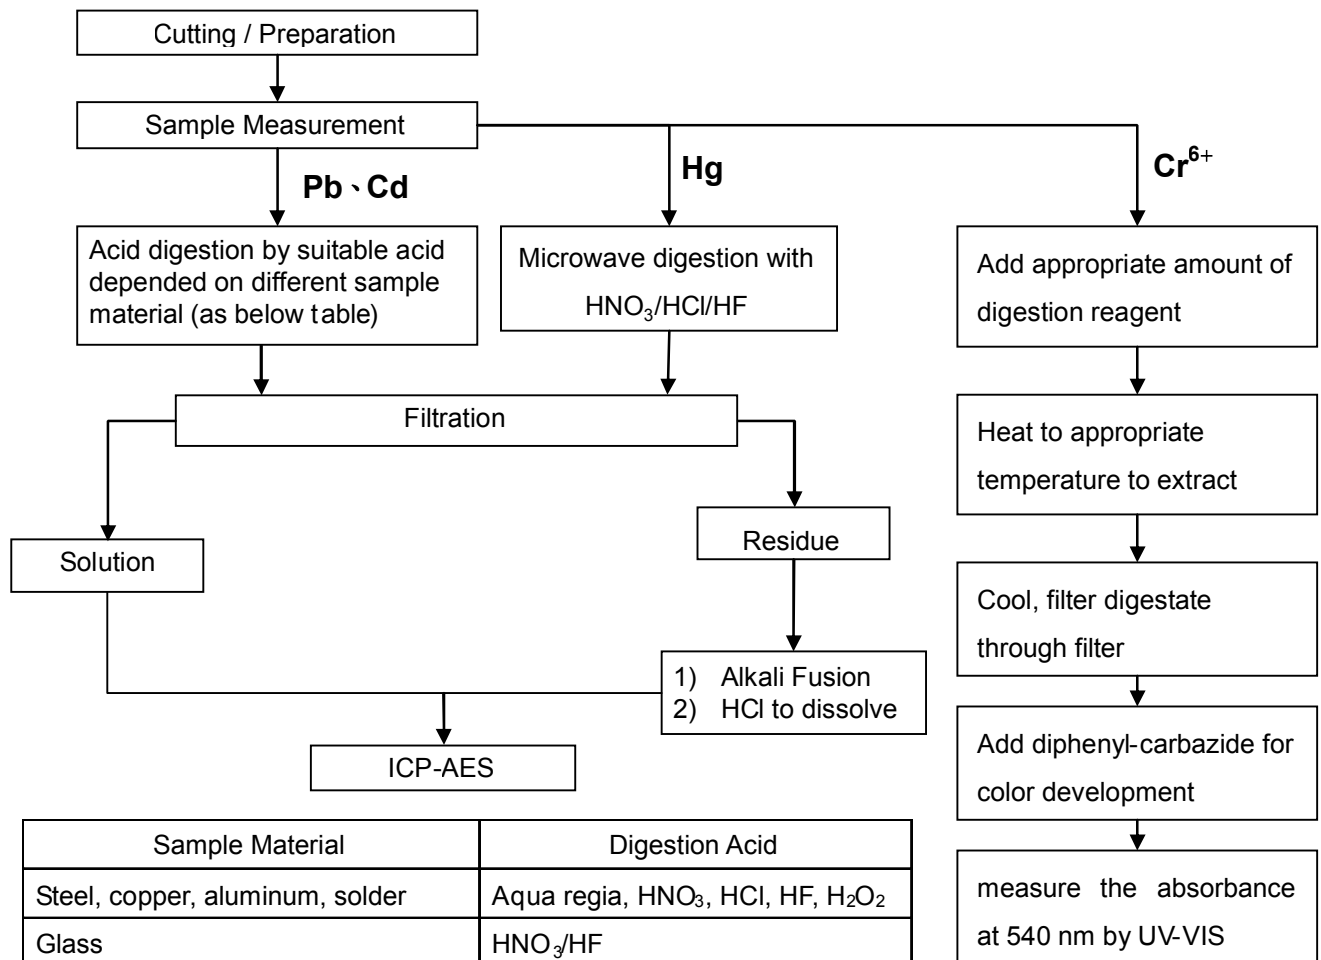 Cutting / Preparation
Sample Measurement
Pb、Cd
Hg
Cr⁶⁺
Acid digestion by suitable acid
depended on different sample
material (as below table)
Microwave digestion with
HNO₃/HCl/HF
Add appropriate amount of
digestion reagent
Filtration
Heat to appropriate
temperature to extract
Solution
Residue
Cool, filter digestate
through filter
1) Alkali Fusion
2) HCl to dissolve
ICP-AES
Add diphenyl-carbazide for
color development
Sample Material Digestion Acid
Steel, copper, aluminum, solder Aqua regia, HNO₃, HCl, HF, H₂O₂
Glass HNO₃/HF
measure the absorbance
at 540 nm by UV-VIS